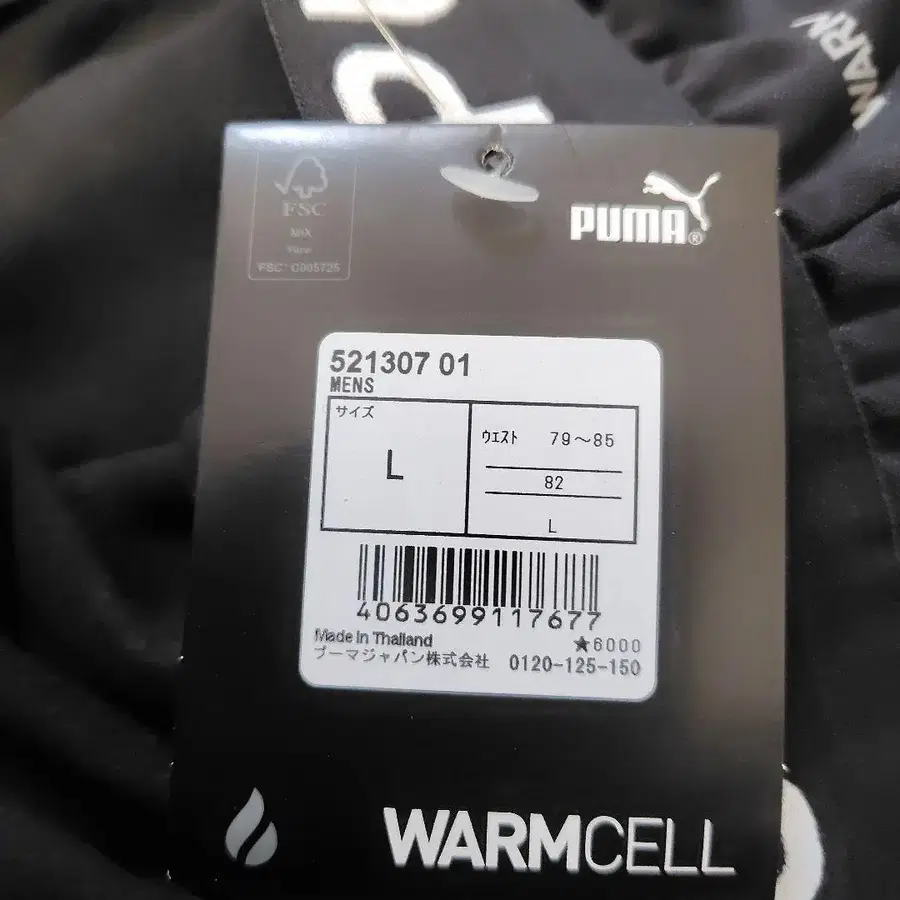 WARN
FSC
MIX
FSC® C005725
PUMA®
521307 01
MENS
サイズ
L
ウエスト 79～85
82
L
4063699117677
Made in Thailand
★6000
プーマジャパン株式会社 0120-125-150
WARMCELL